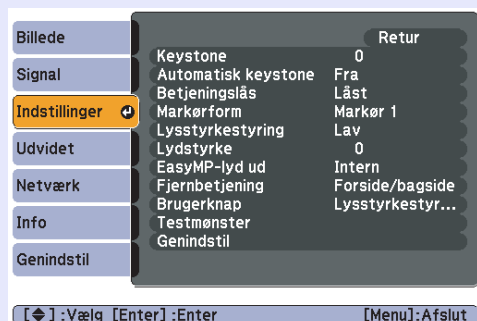 Billede
Signal
Indstillinger
Udvidet
Netværk
Info
Genindstil
Retur
Keystone 0
Automatisk keystone Fra
Betjeningslås Låst
Markørform Markør 1
Lysstyrkestyring Lav
Lydstyrke 0
EasyMP-lyd ud Intern
Fjernbetjening Forside/bagside
Brugerknap Lysstyrkestyr...
Testmønster
Genindstil
[◆] :Vælg [Enter] :Enter [Menu]:Afslut